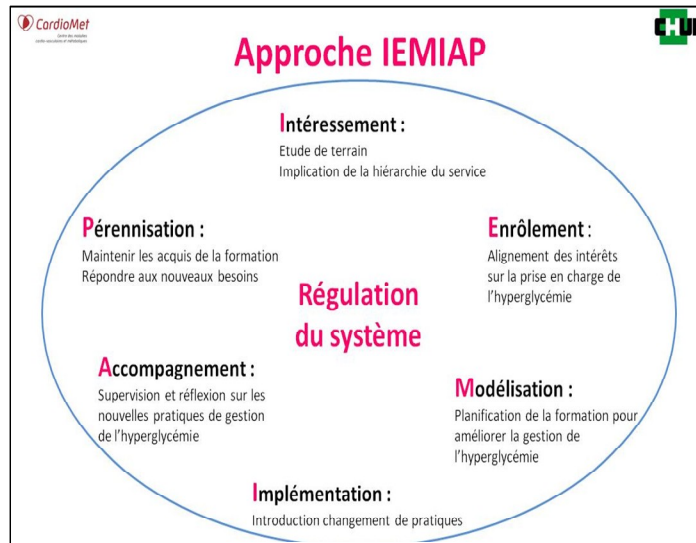 CardioMet
Approche IEMIAP
Intéressement :
Etude de terrain
Implication de la hiérarchie du service
Enrôlement :
Alignement des intérêts
sur la prise en charge de
l'hyperglycémie
Modélisation :
Planification de la formation pour
améliorer la gestion de
l'hyperglycémie
Implémentation :
Introduction changement de pratiques
Accompagnement :
Supervision et réflexion sur les
nouvelles pratiques de gestion
de l'hyperglycémie
Pérennisation :
Maintenir les acquis de la formation
Répondre aux nouveaux besoins
Régulation
du système